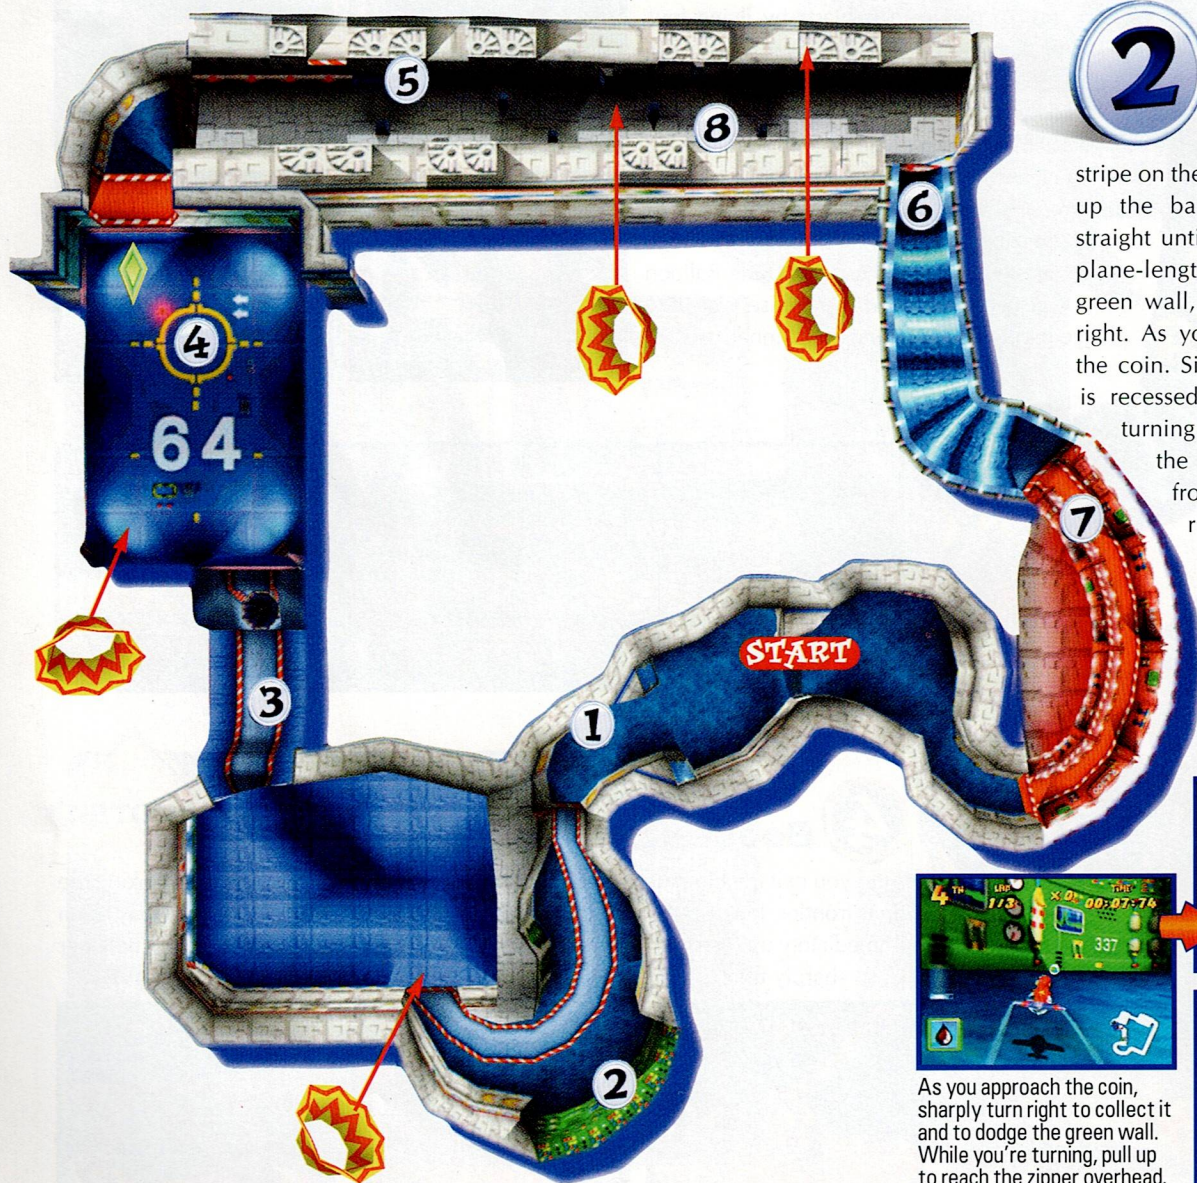 5
2
8
stripe on the
up the ba
6
straight unti
plane-length
green wall,
4
right. As yo
the coin. Si
is recessed
64
turning
the
fro
r
7
START
3
1
4TH LAP 1/3 X 0 TIME 00:07:74
337
2
As you approach the coin,
sharply turn right to collect it
and to dodge the green wall.
While you're turning, pull up
to reach the zipper overhead.